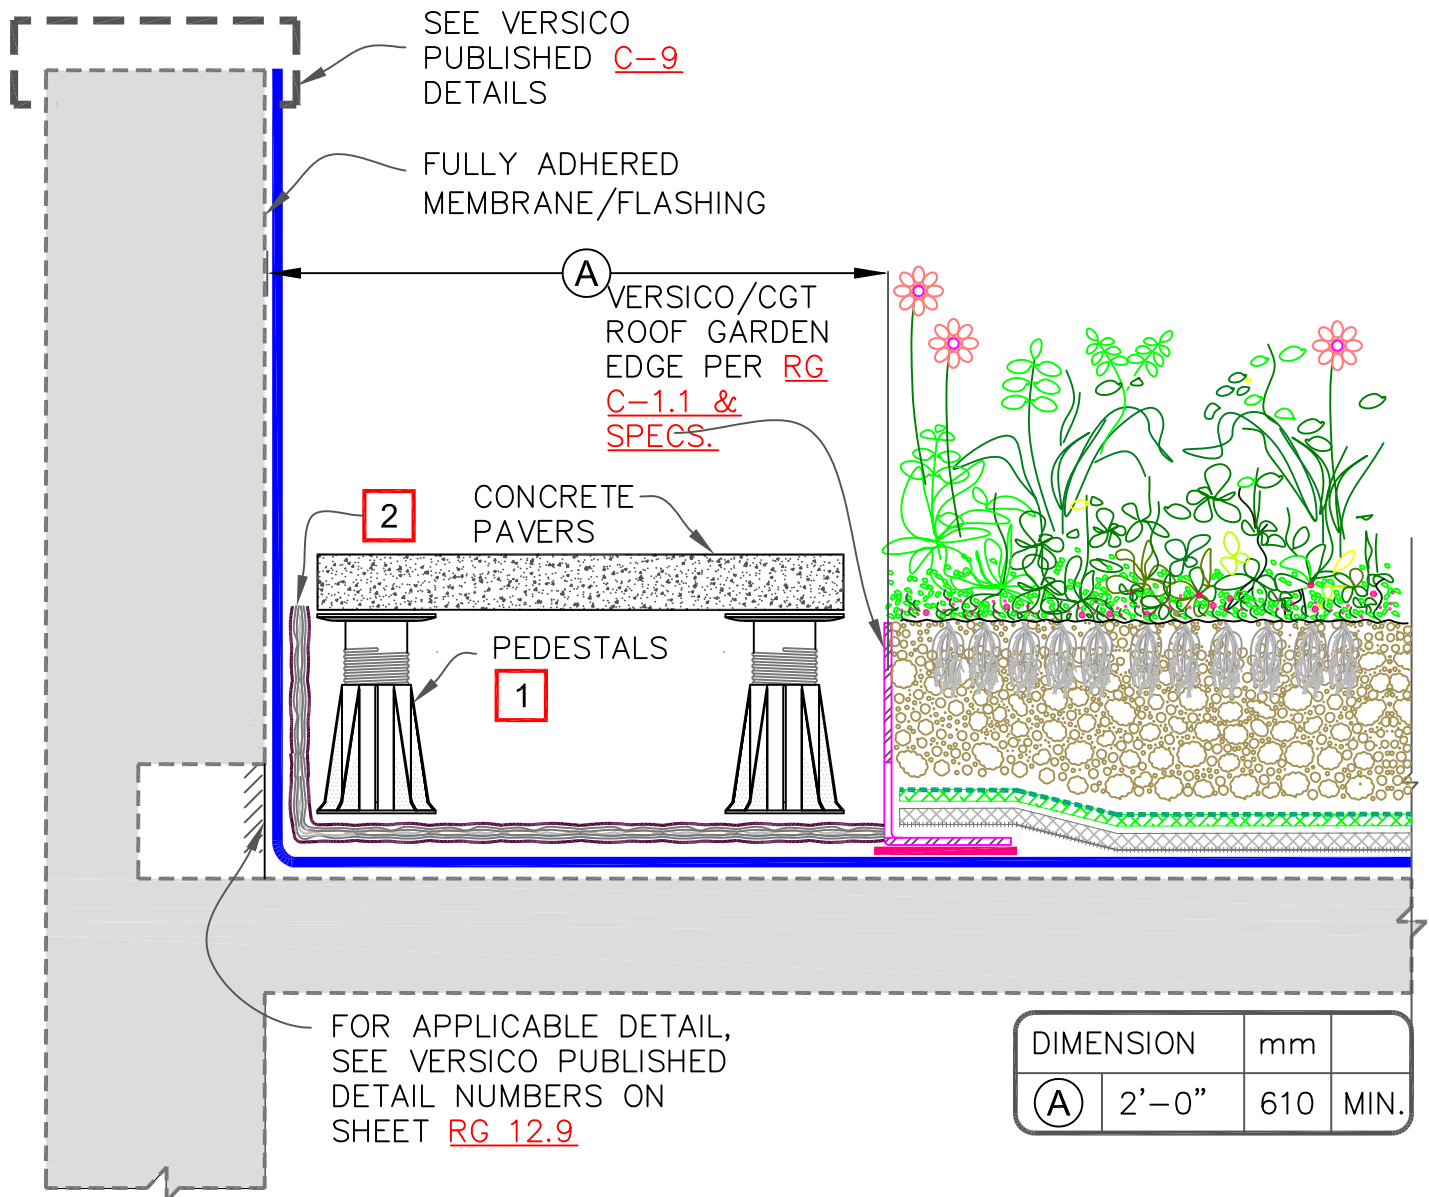 SEE VERSICO
PUBLISHED C-9
DETAILS
FULLY ADHERED
MEMBRANE/FLASHING
A
VERSICO/CGT
ROOF GARDEN
EDGE PER RG
C-1.1 &
SPECS.
2
CONCRETE
PAVERS
PEDESTALS
1
FOR APPLICABLE DETAIL,
SEE VERSICO PUBLISHED
DETAIL NUMBERS ON
SHEET RG 12.9
DIMENSION mm
A 2'-0" 610 MIN.